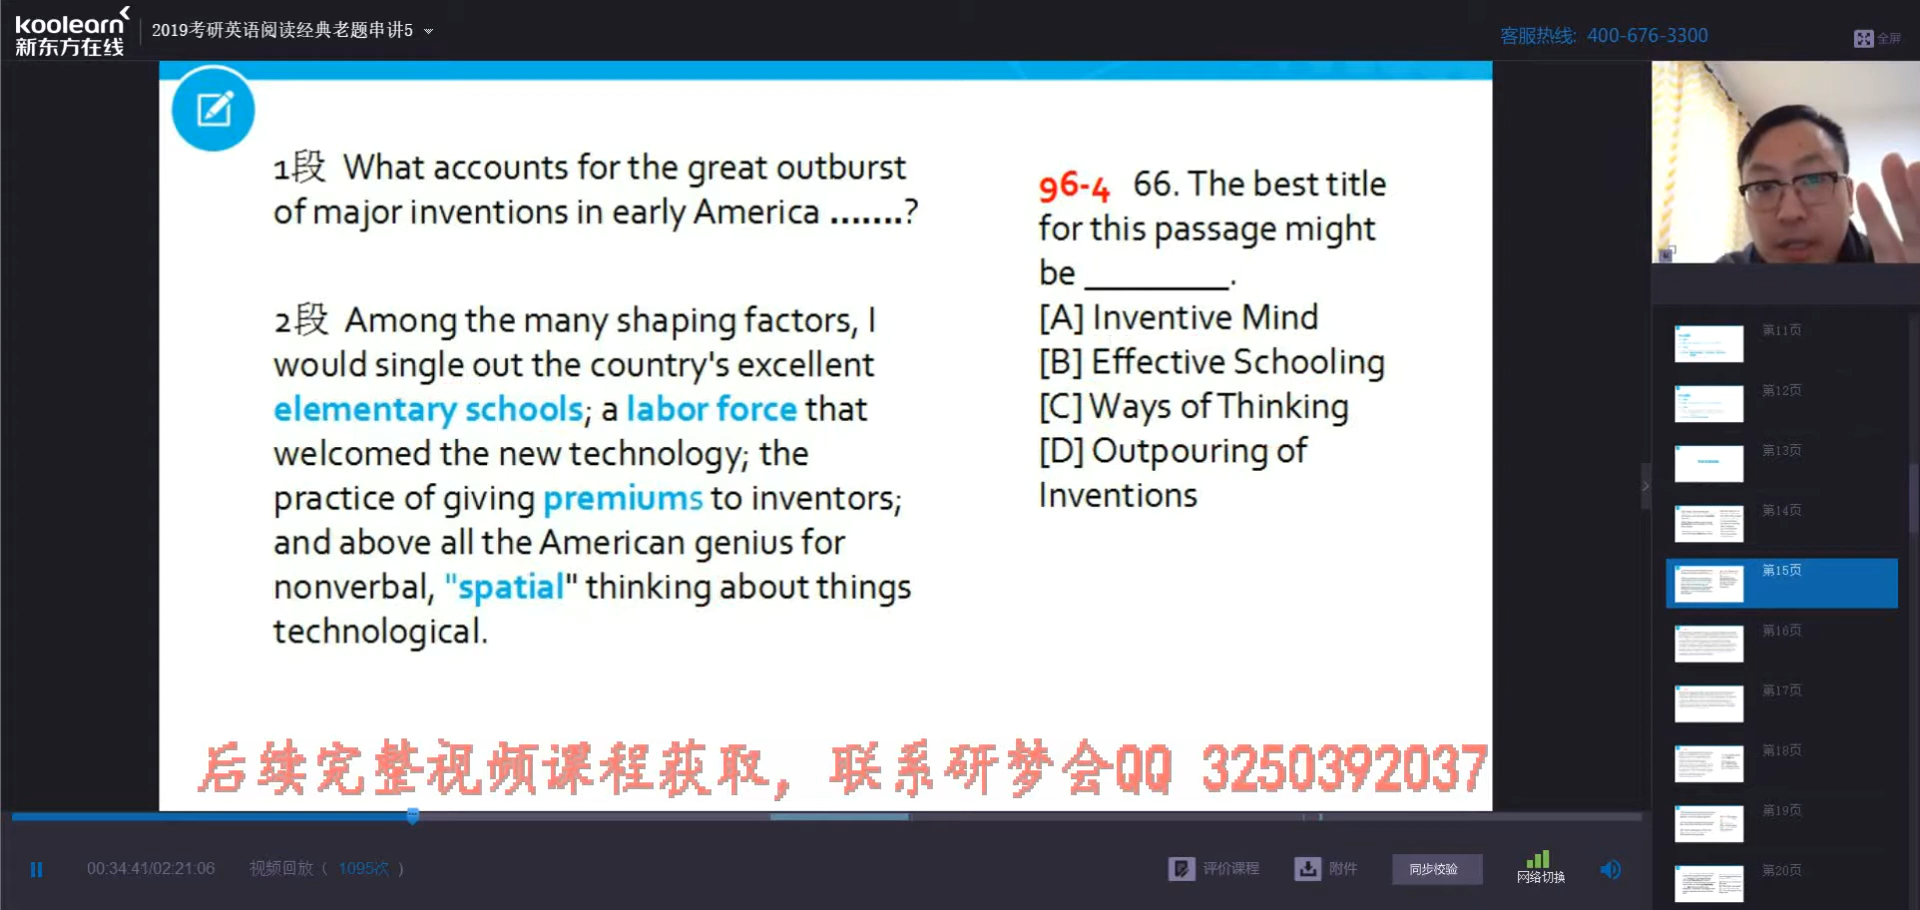 koolearn
新东方在线
2019考研英语阅读经典老题串讲5
客服热线: 400-676-3300
全屏
1段 What accounts for the great outburst
of major inventions in early America .......?
2段 Among the many shaping factors, I
would single out the country's excellent
elementary schools; a labor force that
welcomed the new technology; the
practice of giving premiums to inventors;
and above all the American genius for
nonverbal, "spatial" thinking about things
technological.
96-4 66. The best title
for this passage might
be _________.
[A] Inventive Mind
[B] Effective Schooling
[C] Ways of Thinking
[D] Outpouring of
Inventions
后续完整视频课程获取，联系研梦会QQ 3250392037
第11页
第12页
第13页
第14页
第15页
第16页
第17页
第18页
第19页
第20页
00:34:41/02:21:06
视频回放（ 1095次 ）
评价课程
附件
同步校验
网络切换